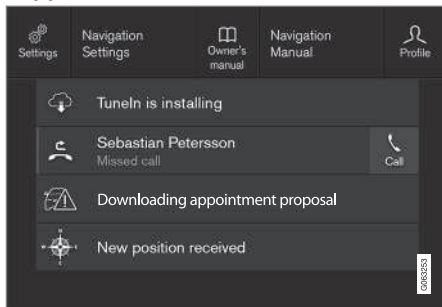 Settings
Navigation
Settings
Owner's
manual
Navigation
Manual
Profile
TuneIn is installing
Sebastian Petersson
Missed call
Call
Downloading appointment proposal
New position received
G063253